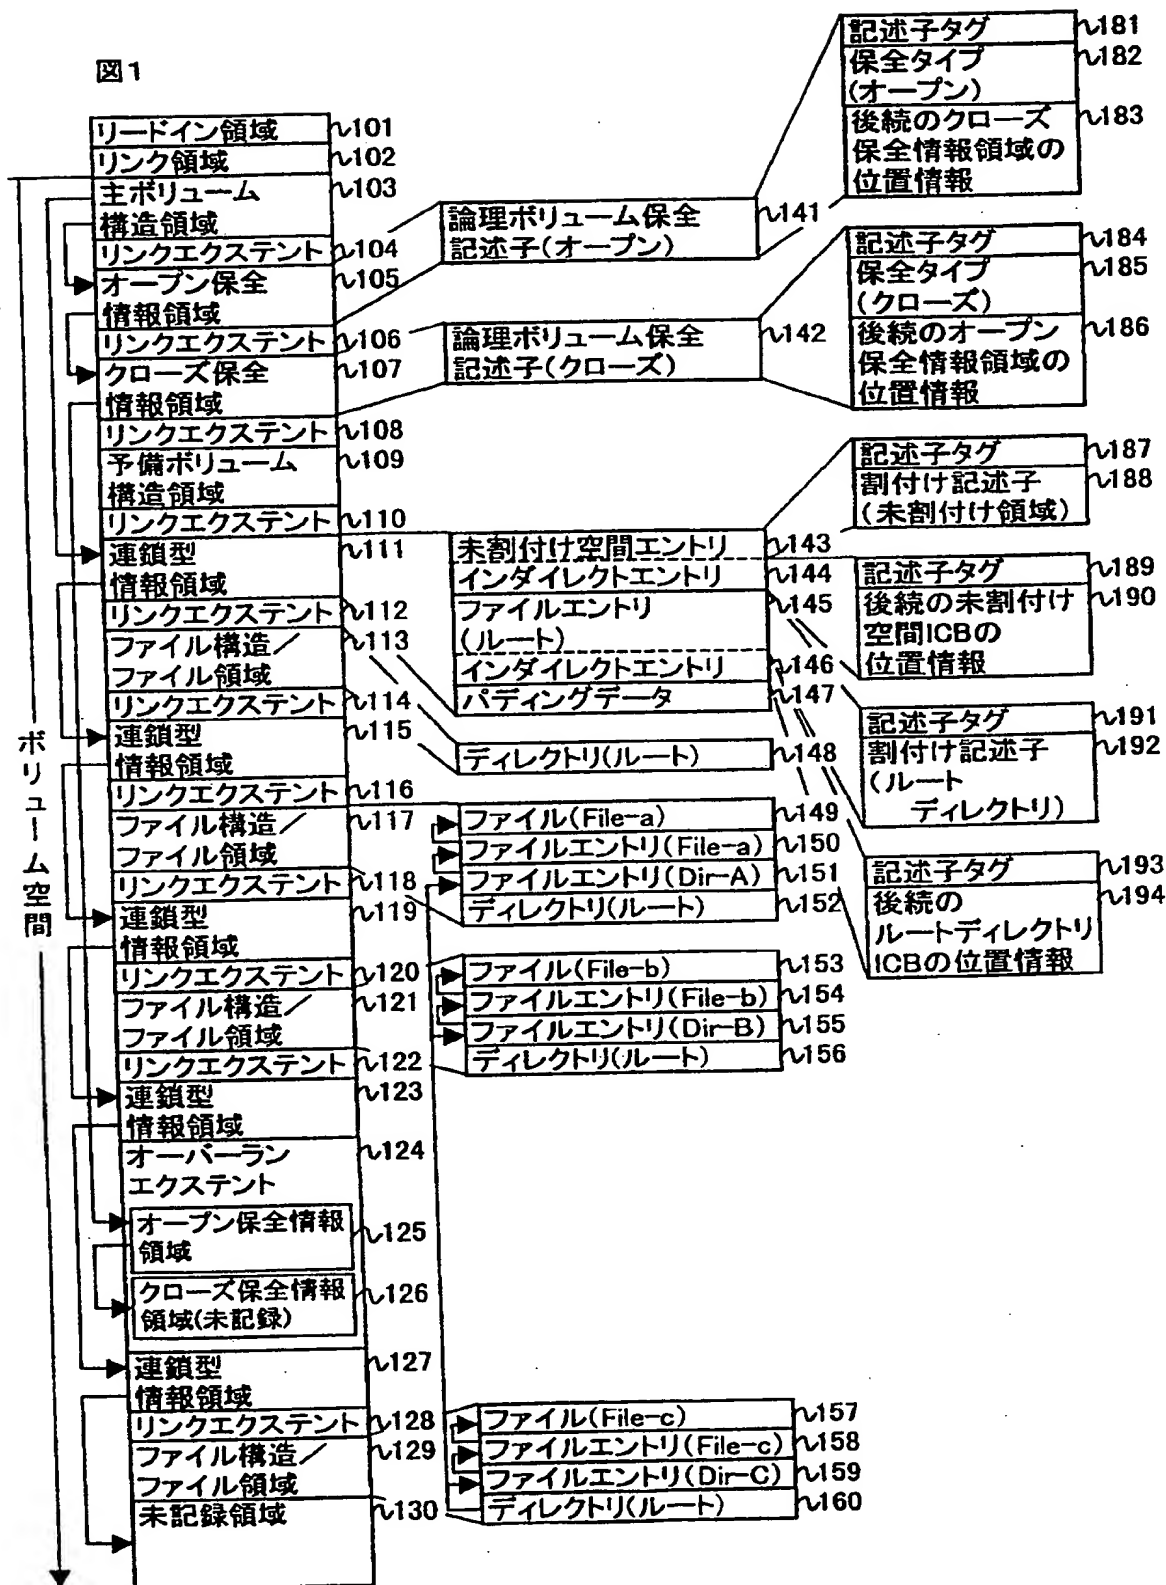 図1
リードイン領域 101
リンク領域 102
主ボリューム 103
構造領域
リンクエクステント 104
オープン保全 105
情報領域
リンクエクステント 106
クローズ保全 107
情報領域
リンクエクステント 108
予備ボリューム 109
構造領域
リンクエクステント 110
連鎖型 111
情報領域
リンクエクステント 112
ファイル構造/ 113
ファイル領域
リンクエクステント 114
連鎖型 115
情報領域
リンクエクステント 116
ファイル構造/ 117
ファイル領域
リンクエクステント 118
連鎖型 119
情報領域
リンクエクステント 120
ファイル構造/ 121
ファイル領域
リンクエクステント 122
連鎖型 123
情報領域
オーバーラン 124
エクステント
オープン保全情報 125
領域
クローズ保全情報 126
領域(未記録)
連鎖型 127
情報領域
リンクエクステント 128
ファイル構造/ 129
ファイル領域
未記録領域 130
ボリューム空間
論理ボリューム保全 141
記述子(オープン)
論理ボリューム保全 142
記述子(クローズ)
未割付け空間エントリ 143
インダイレクトエントリ 144
ファイルエントリ 145
(ルート)
インダイレクトエントリ 146
パディングデータ 147
ディレクトリ(ルート) 148
ファイル(File-a) 149
ファイルエントリ(File-a) 150
ファイルエントリ(Dir-A) 151
ディレクトリ(ルート) 152
ファイル(File-b) 153
ファイルエントリ(File-b) 154
ファイルエントリ(Dir-B) 155
ディレクトリ(ルート) 156
ファイル(File-c) 157
ファイルエントリ(File-c) 158
ファイルエントリ(Dir-C) 159
ディレクトリ(ルート) 160
記述子タグ 181
保全タイプ 182
(オープン)
後続のクローズ 183
保全情報領域の
位置情報
記述子タグ 184
保全タイプ 185
(クローズ)
後続のオープン 186
保全情報領域の
位置情報
記述子タグ 187
割付け記述子 188
(未割付け領域)
記述子タグ 189
後続の未割付け 190
空間ICBの
位置情報
記述子タグ 191
割付け記述子 192
(ルート
ディレクトリ)
記述子タグ 193
後続の 194
ルートディレクトリ
ICBの位置情報